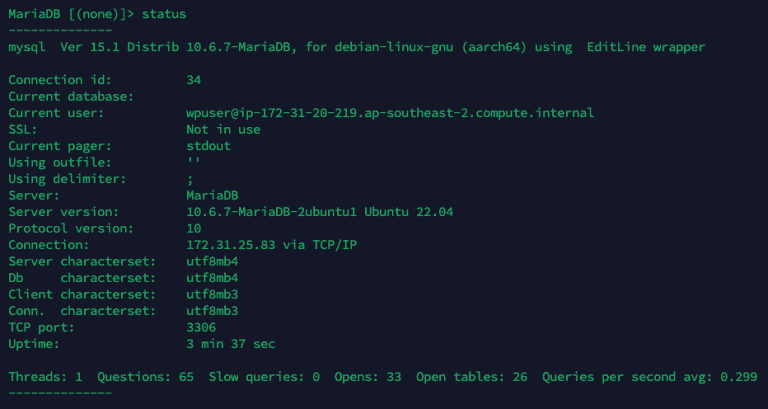 MariaDB [(none)]> status
--------------
mysql  Ver 15.1 Distrib 10.6.7-MariaDB, for debian-linux-gnu (aarch64) using  EditLine wrapper

Connection id:          34
Current database:
Current user:           wpuser@ip-172-31-20-219.ap-southeast-2.compute.internal
SSL:                    Not in use
Current pager:          stdout
Using outfile:          ''
Using delimiter:        ;
Server:                 MariaDB
Server version:         10.6.7-MariaDB-2ubuntu1 Ubuntu 22.04
Protocol version:       10
Connection:             172.31.25.83 via TCP/IP
Server characterset:    utf8mb4
Db     characterset:    utf8mb4
Client characterset:    utf8mb3
Conn.  characterset:    utf8mb3
TCP port:               3306
Uptime:                 3 min 37 sec

Threads: 1  Questions: 65  Slow queries: 0  Opens: 33  Open tables: 26  Queries per second avg: 0.299
--------------